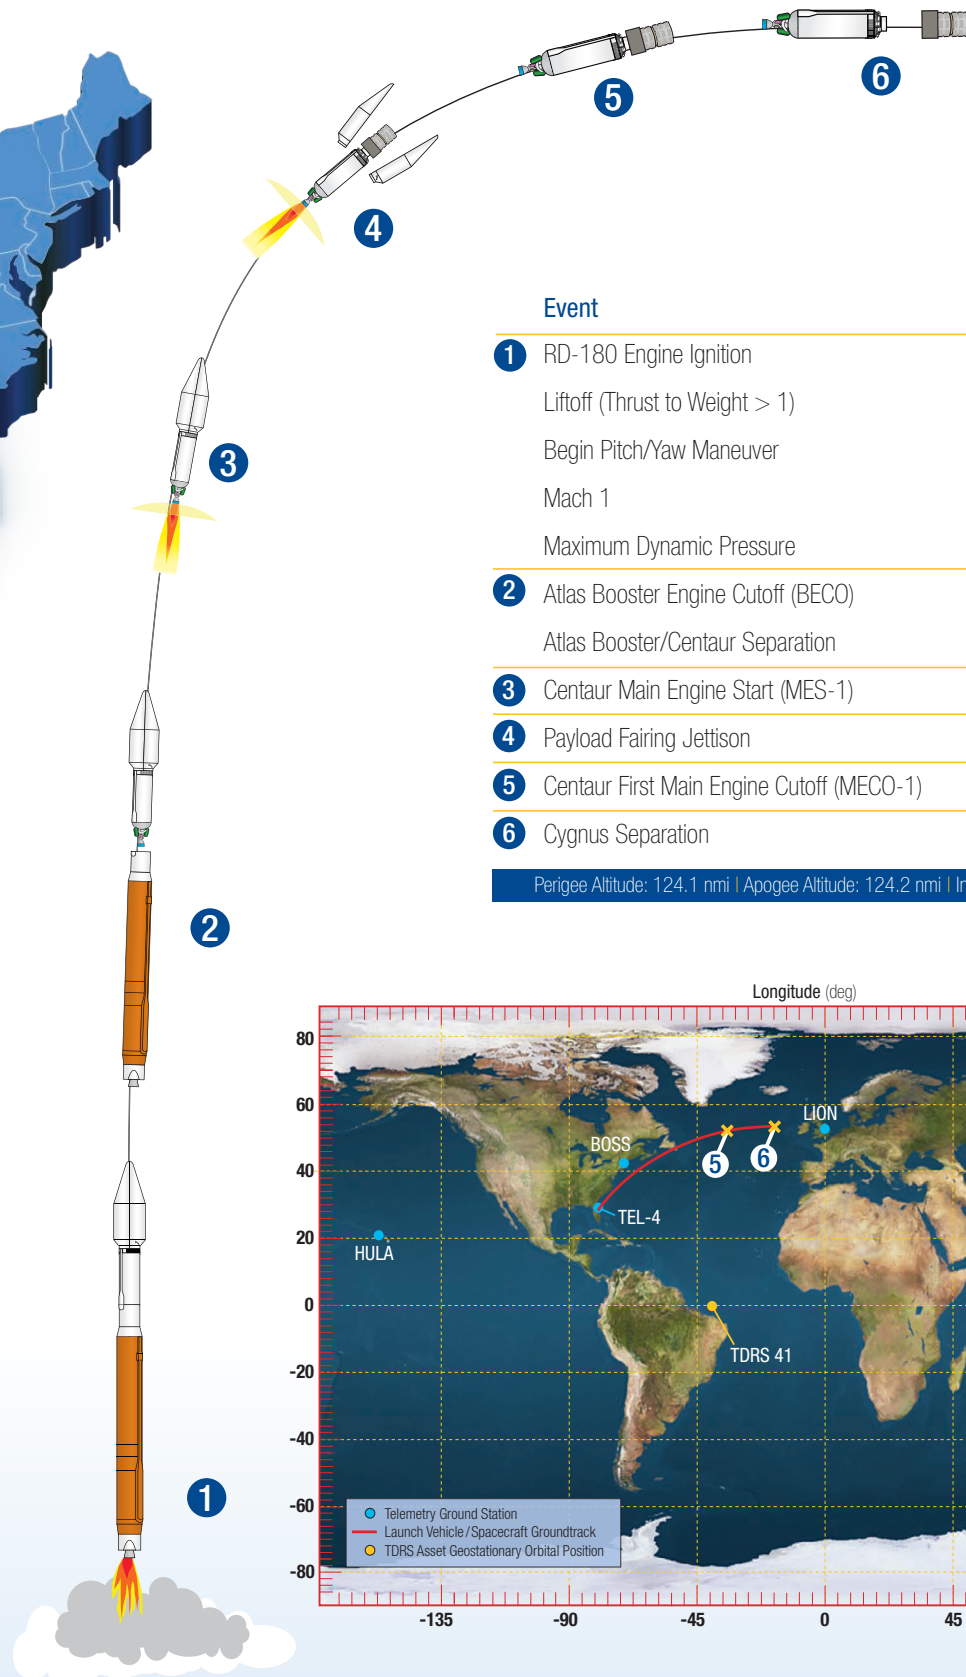 5
6
4
3
2
1
Event
1 RD-180 Engine Ignition
Liftoff (Thrust to Weight > 1)
Begin Pitch/Yaw Maneuver
Mach 1
Maximum Dynamic Pressure
2 Atlas Booster Engine Cutoff (BECO)
Atlas Booster/Centaur Separation
3 Centaur Main Engine Start (MES-1)
4 Payload Fairing Jettison
5 Centaur First Main Engine Cutoff (MECO-1)
6 Cygnus Separation
Perigee Altitude: 124.1 nmi | Apogee Altitude: 124.2 nmi | In
Longitude (deg)
80
60
40
20
0
-20
-40
-60
-80
LION
BOSS
5
6
TEL-4
HULA
TDRS 41
Telemetry Ground Station
Launch Vehicle/Spacecraft Groundtrack
TDRS Asset Geostationary Orbital Position
-135 -90 -45 0 45